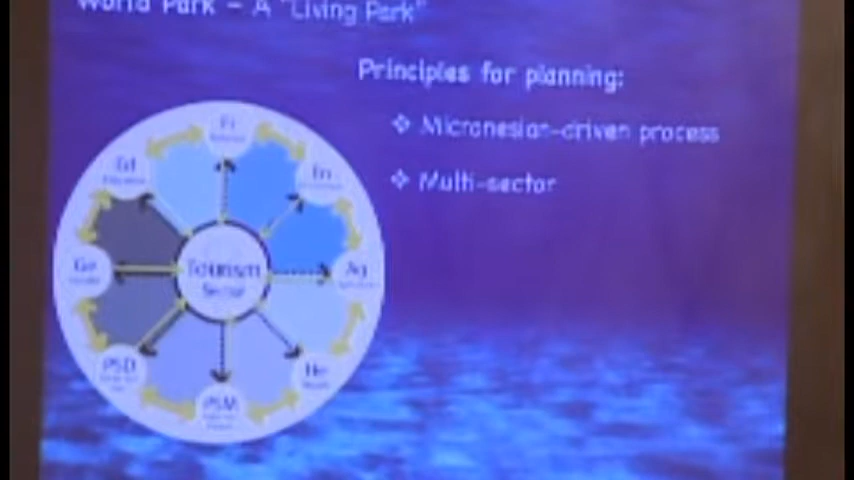 World Park - A "Living Park"
Principles for planning:
❖ Micronesian-driven process
❖ Multi-sector
Fi
Ed
En
Ge
Tourism
Sector
Ag
PSD
He
PSM